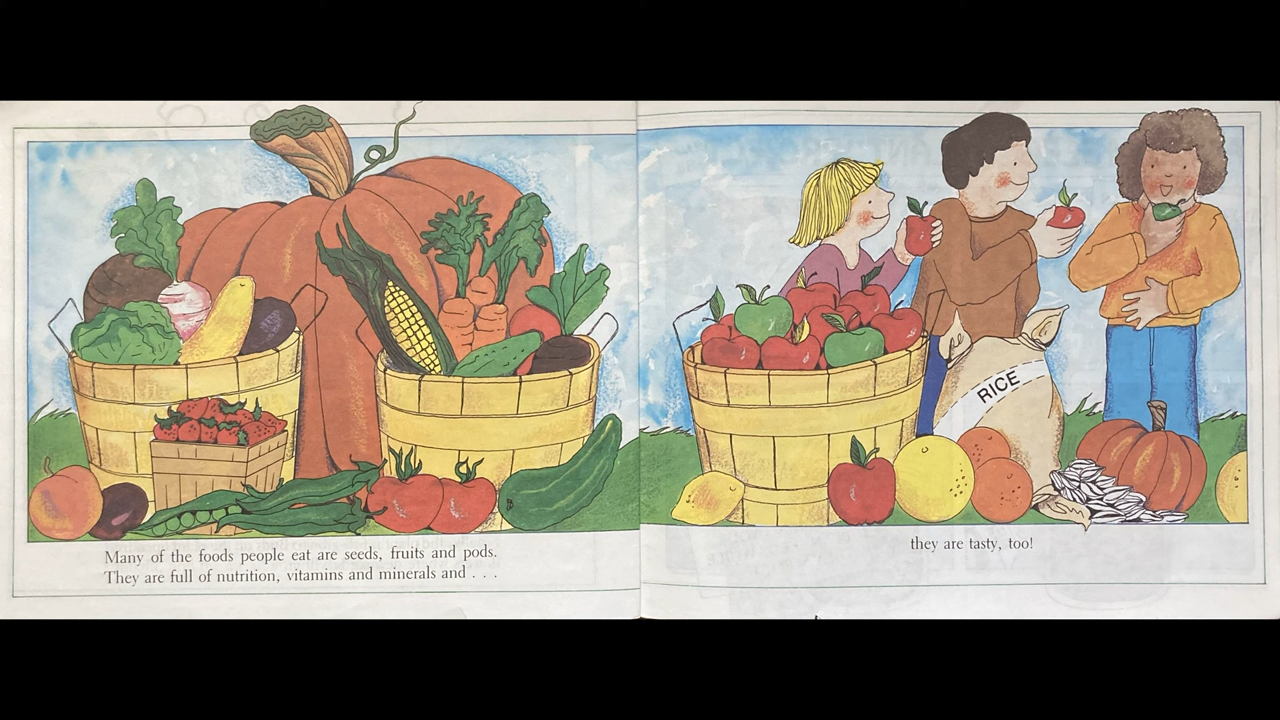 Many of the foods people eat are seeds, fruits and pods.
They are full of nutrition, vitamins and minerals and . . .
RICE
they are tasty, too!